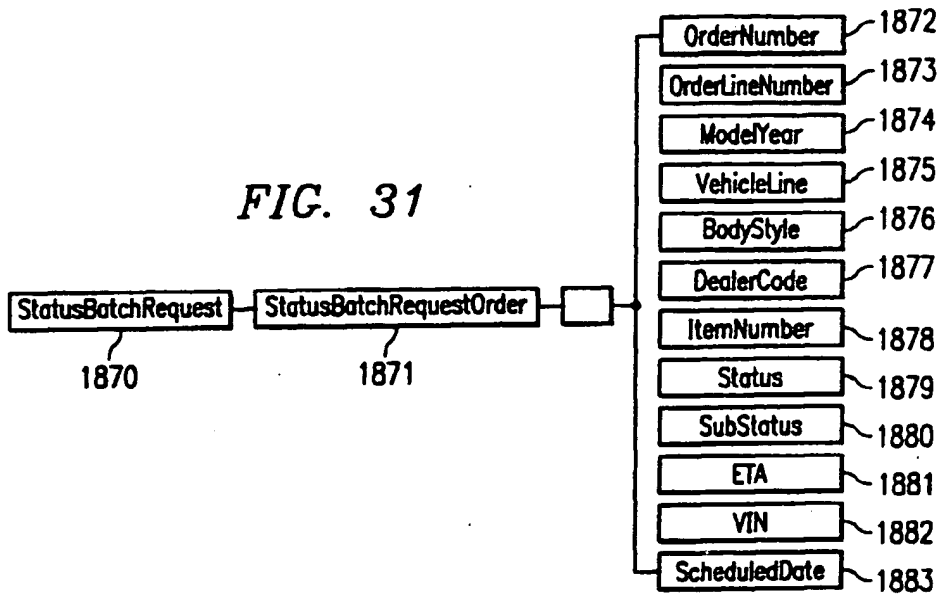 FIG. 31
StatusBatchRequest
1870
StatusBatchRequestOrder
1871
OrderNumber 1872
OrderLineNumber 1873
ModelYear 1874
VehicleLine 1875
BodyStyle 1876
DealerCode 1877
ItemNumber 1878
Status 1879
SubStatus 1880
ETA 1881
VIN 1882
ScheduledDate 1883